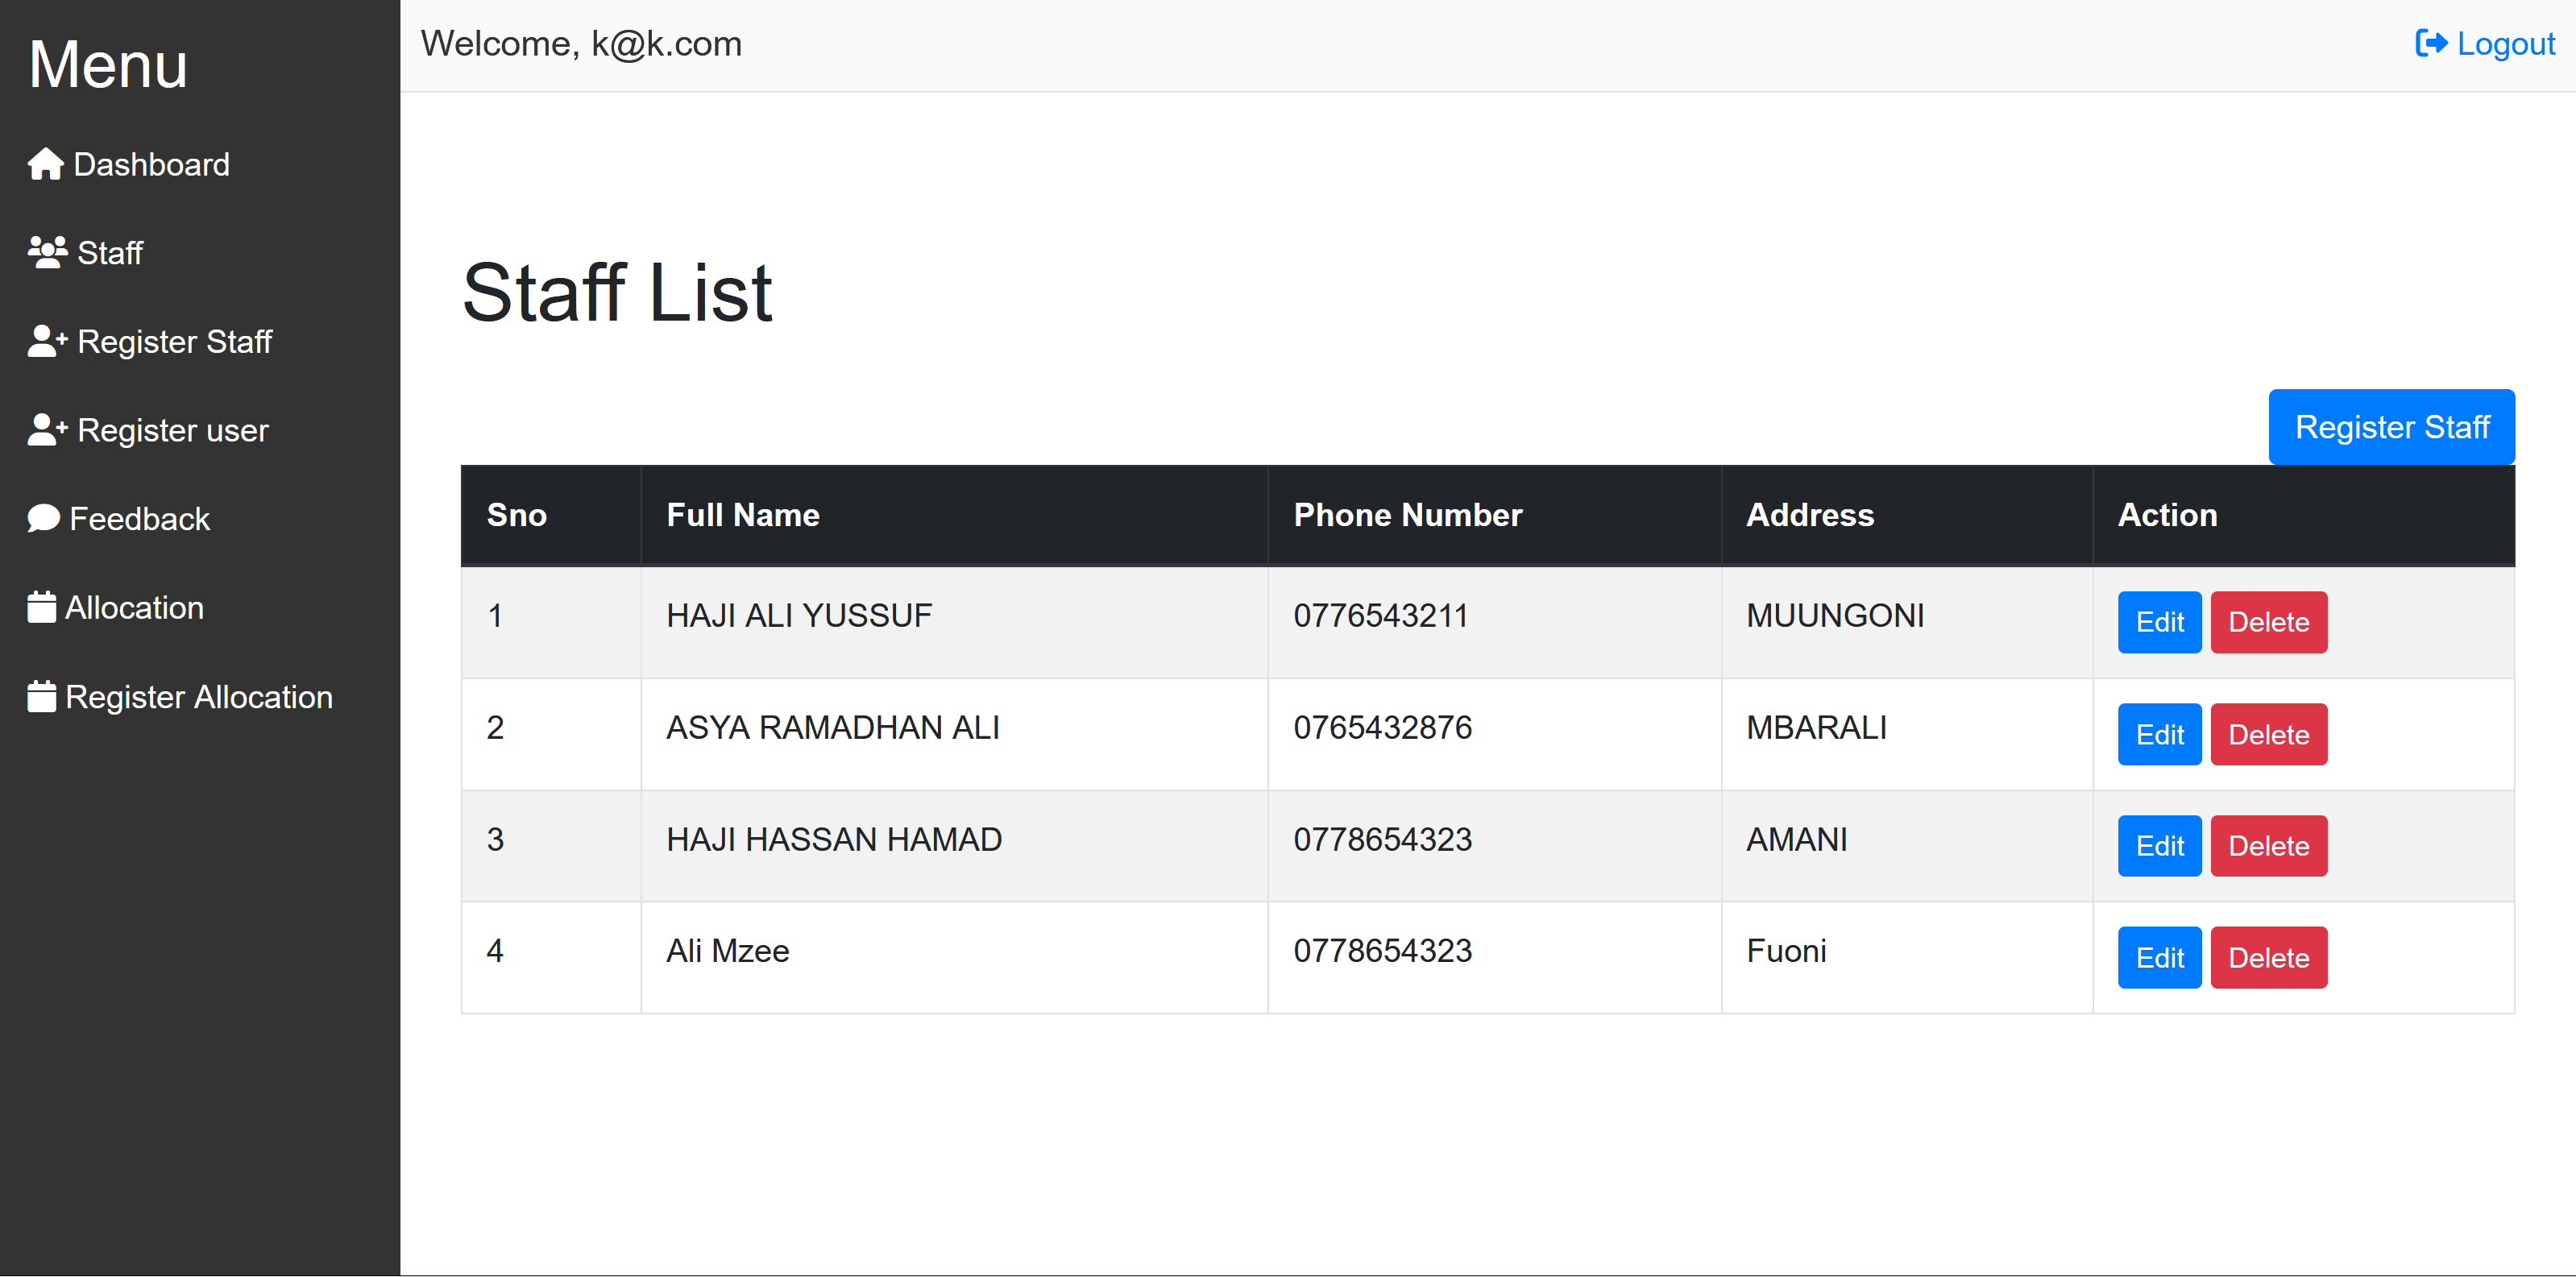 Menu
Dashboard
Staff
Register Staff
Register user
Feedback
Allocation
Register Allocation
Welcome, k@k.com
Logout
Staff List
Register Staff
Sno Full Name Phone Number Address Action
1 HAJI ALI YUSSUF 0776543211 MUUNGONI Edit Delete
2 ASYA RAMADHAN ALI 0765432876 MBARALI Edit Delete
3 HAJI HASSAN HAMAD 0778654323 AMANI Edit Delete
4 Ali Mzee 0778654323 Fuoni Edit Delete